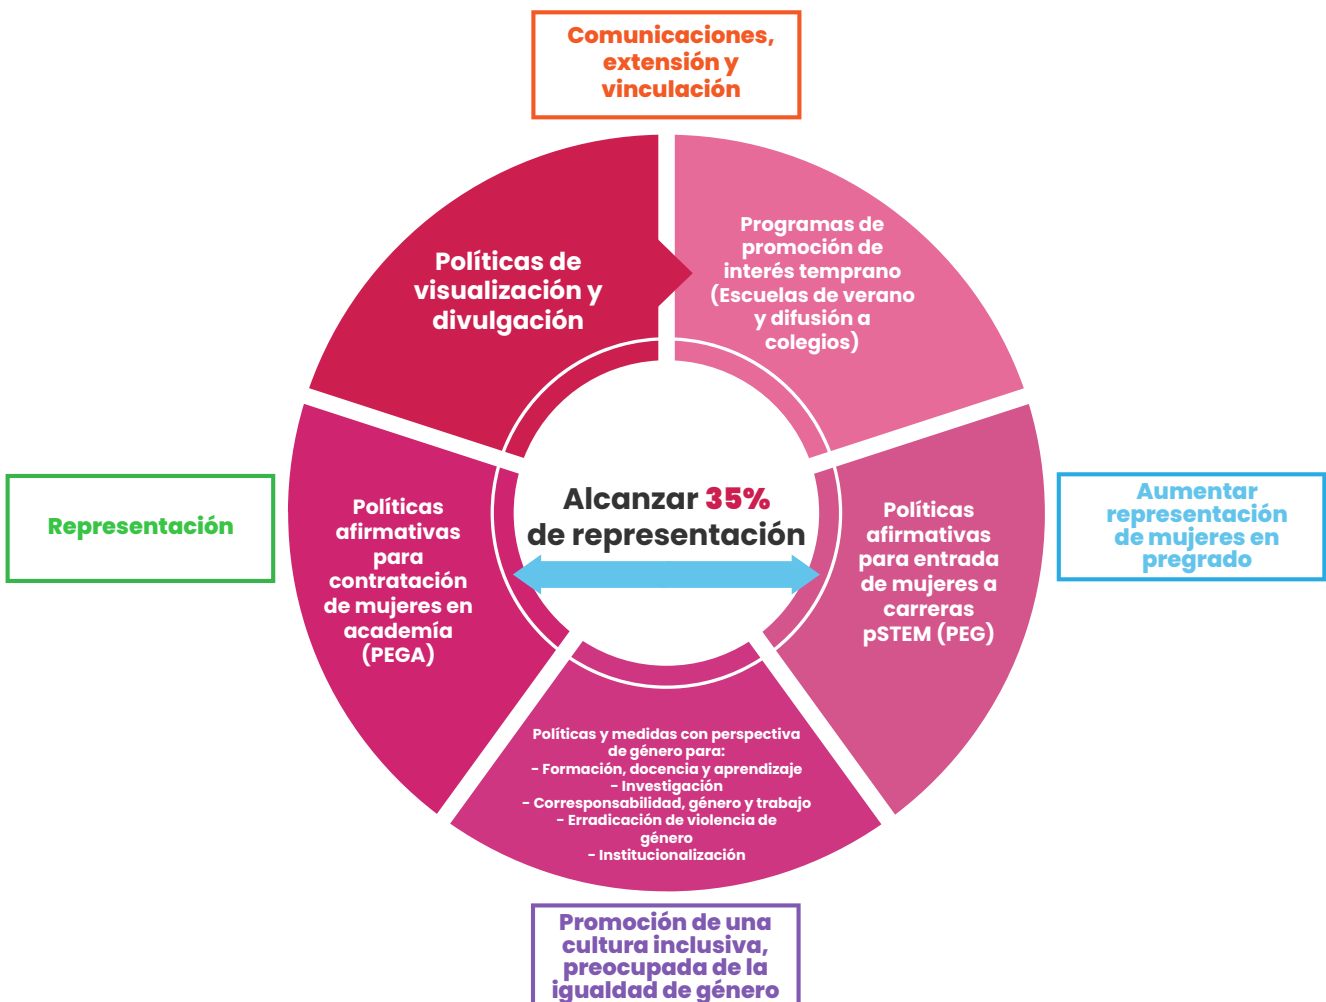 Comunicaciones,
extensión y
vinculación
Políticas de
visualización y
divulgación
Programas de
promoción de
interés temprano
(Escuelas de verano
y difusión a
colegios)
Representación
Políticas
afirmativas
para
contratación
de mujeres en
academía
(PEGA)
Alcanzar 35%
de representación
Políticas
afirmativas
para entrada
de mujeres a
carreras
pSTEM (PEG)
Aumentar
representación
de mujeres en
pregrado
Políticas y medidas con perspectiva
de género para:
- Formación, docencia y aprendizaje
- Investigación
- Corresponsabilidad, género y trabajo
- Erradicación de violencia de
género
- Institucionalización
Promoción de una
cultura inclusiva,
preocupada de la
igualdad de género